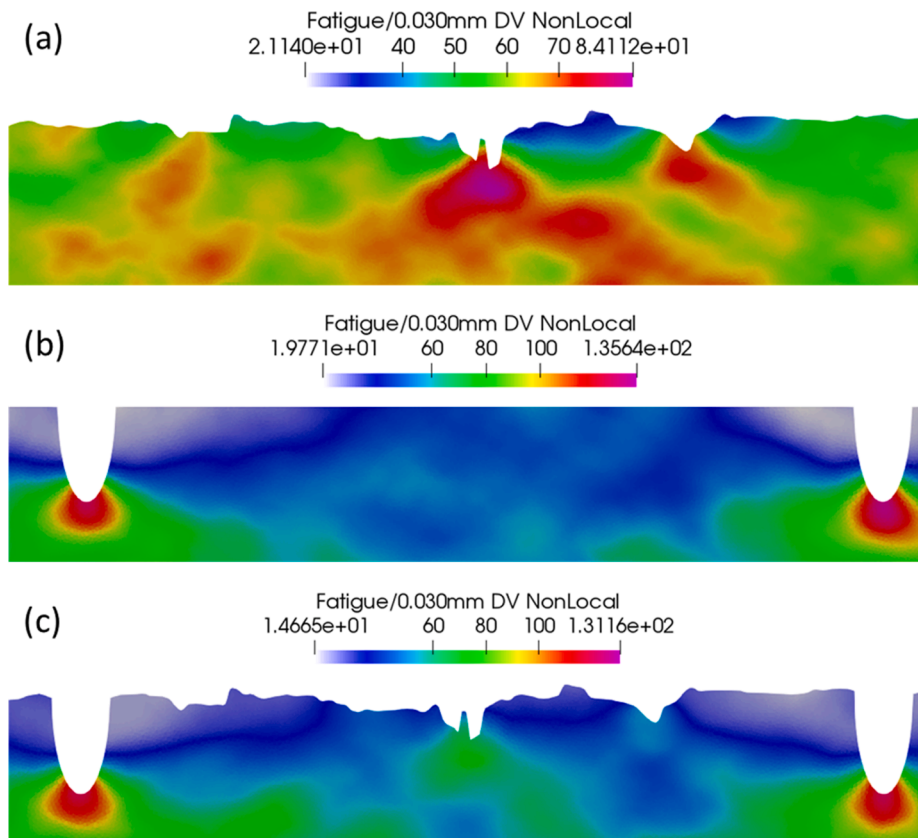 (a)
Fatigue/0.030mm DV NonLocal
2.1140e+01 40 50 60 70 8.4112e+01
(b)
Fatigue/0.030mm DV NonLocal
1.9771e+01 60 80 100 1.3564e+02
(c)
Fatigue/0.030mm DV NonLocal
1.4665e+01 60 80 100 1.3116e+02